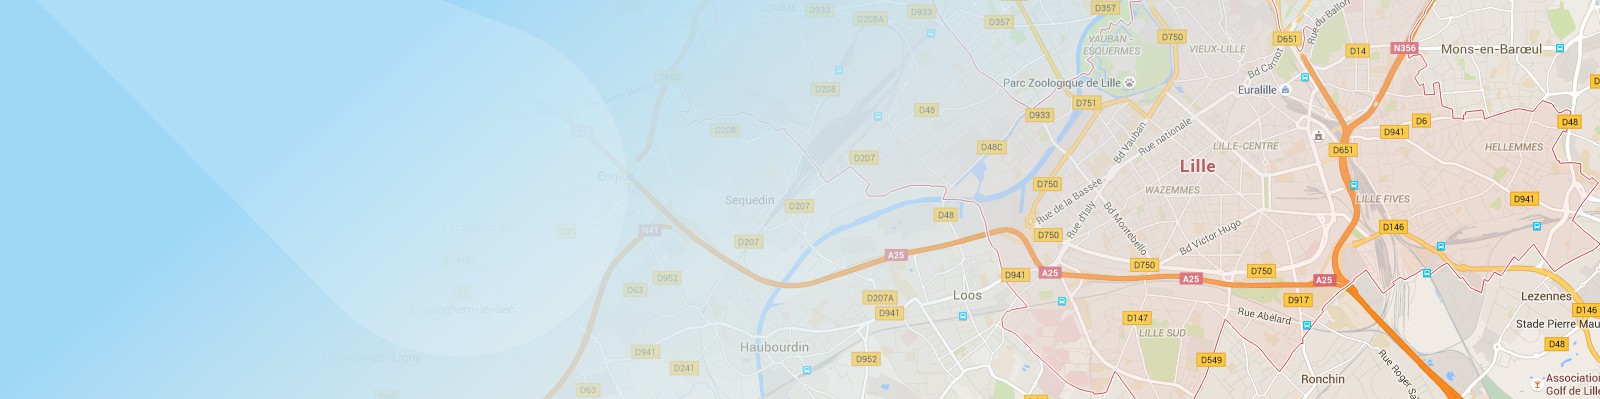 LOMME
D933
D208A
D933
D357
D357
D651
Rue du Ballon
VAUBAN -
ESQUERMES
D750
VIEUX-LILLE
D14
N356
Mons-en-Barœul
Bd Carnot
Parc Zoologique de Lille
Euralille
D208
D751
D48
D933
D48
D6
D941
D208
Bd Vauban
Rue nationale
D48C
LILLE-CENTRE
D651
HELLEMMES
D207
Lille
Sequedin
D207
D48
D750
Rue de la Bassée
WAZEMMES
LILLE FIVES
D941
Rue d'Isly
Bd Montebello
Bd Victor Hugo
D146
N41
D207
D750
A25
D750
D750
D952
D63
D941
A25
A25
A25
D207A
D941
Loos
D917
Lezennes
D146
D147
Rue Abélard
Stade Pierre Mau
LILLE SUD
Haubourdin
D48
D941
D241
D952
D549
Rue Roger Sa
D63
Ronchin
Association
Golf de Lille